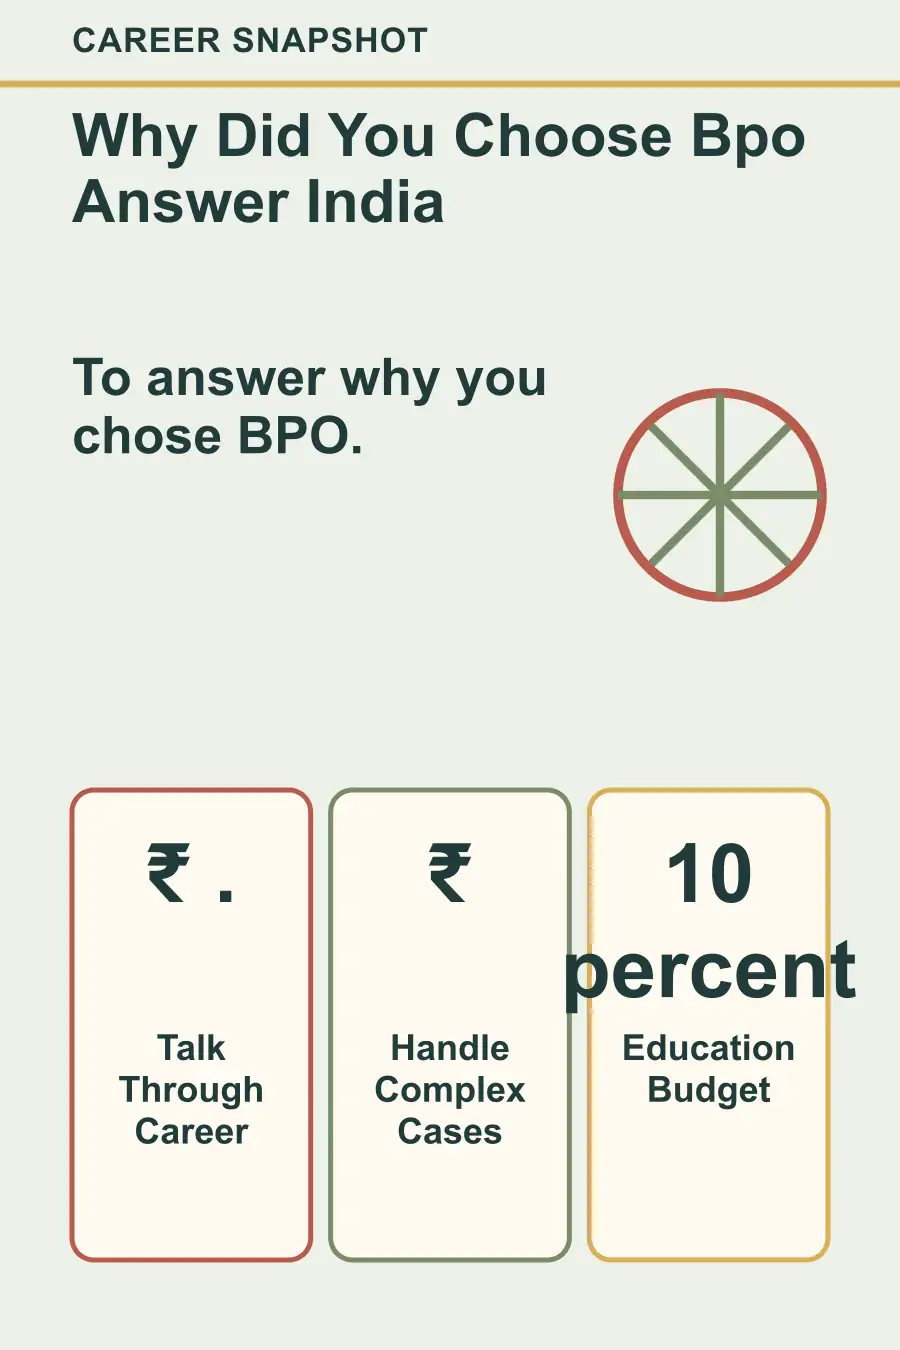 CAREER SNAPSHOT
Why Did You Choose Bpo
Answer India
To answer why you
chose BPO.
₹ .
Talk
Through
Career
₹
Handle
Complex
Cases
10
percent
Education
Budget